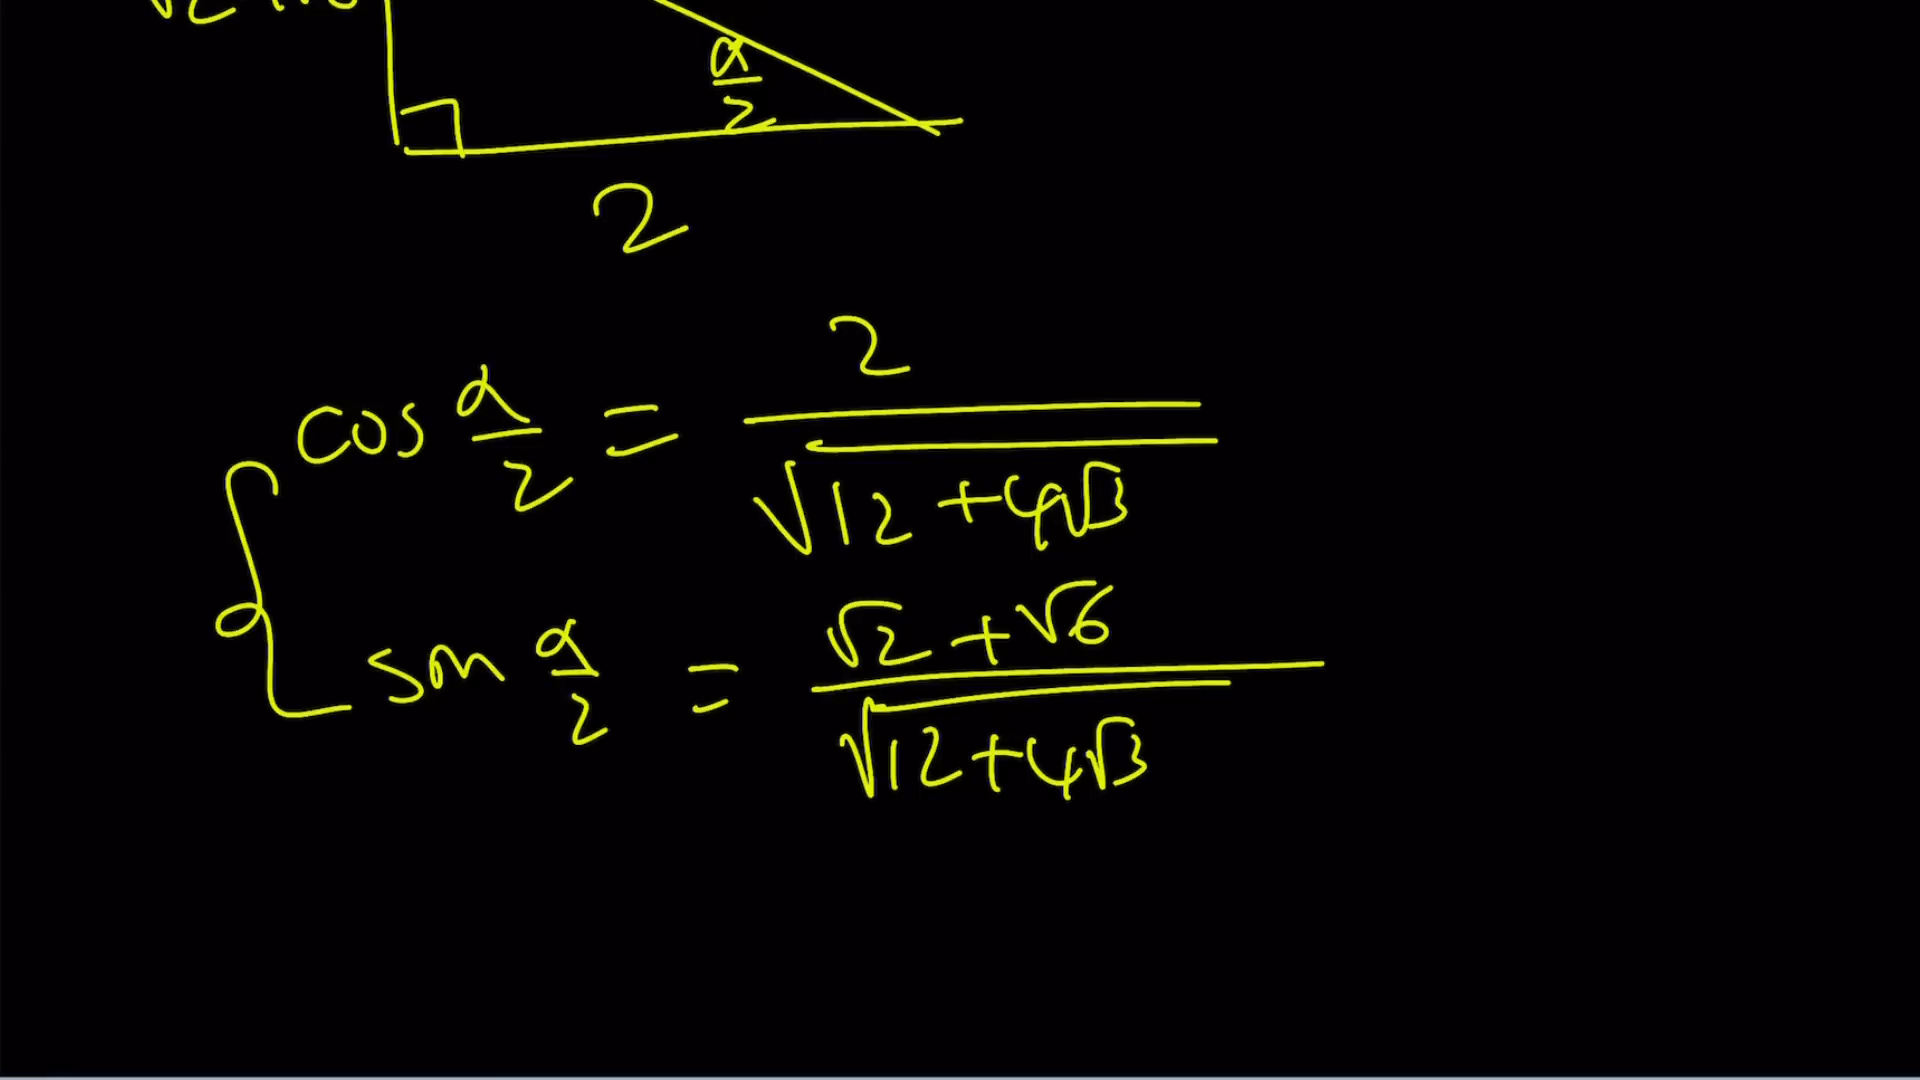 α/2
2
cos α/2 = 2/√(12+4√3)
sin α/2 = (√2+√6)/√(12+4√3)